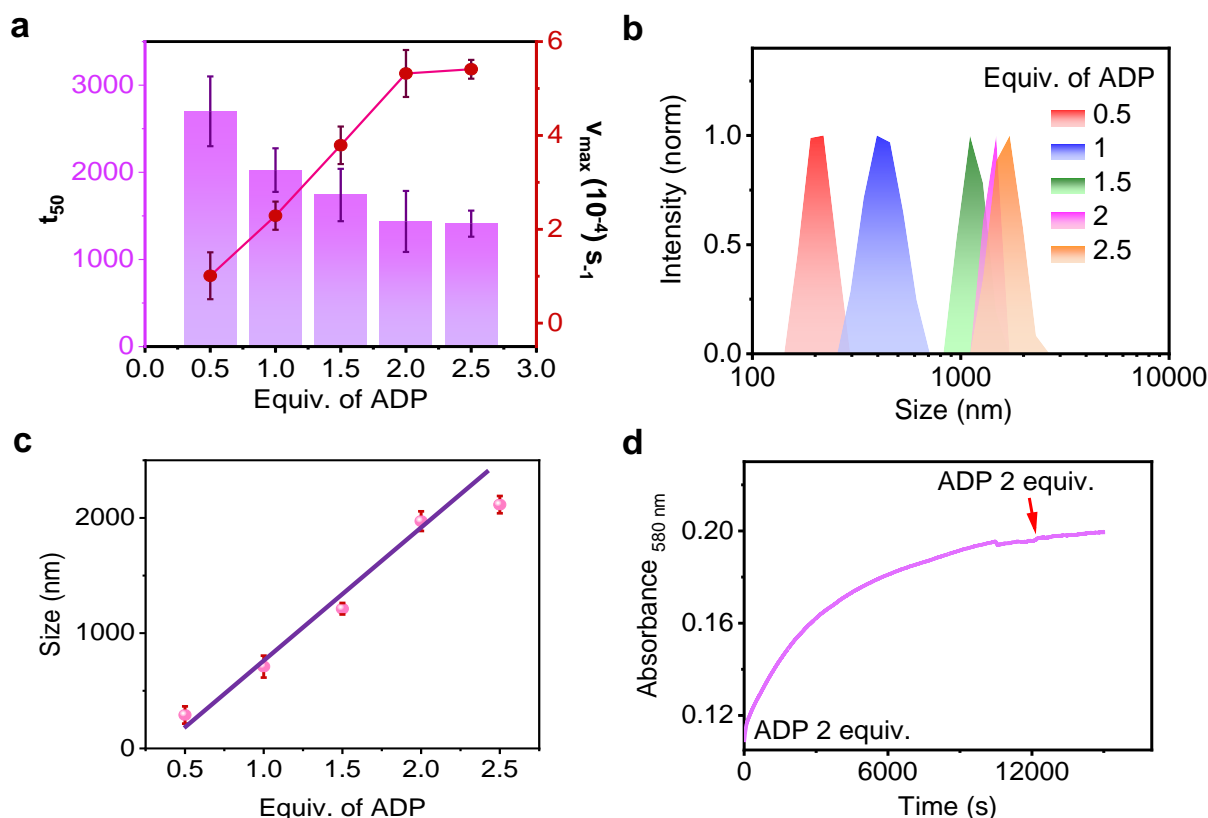 a
t50
3000
2000
1000
0
0.0 0.5 1.0 1.5 2.0 2.5 3.0
Equiv. of ADP
6
4
2
0
vmax (10-4) s-1
b
Intensity (norm)
1.0
0.5
0.0
100 1000 10000
Size (nm)
Equiv. of ADP
0.5
1
1.5
2
2.5
c
Size (nm)
2000
1000
0
0.5 1.0 1.5 2.0 2.5
Equiv. of ADP
d
Absorbance 580 nm
0.20
0.16
0.12
ADP 2 equiv.
ADP 2 equiv.
0 6000 12000
Time (s)